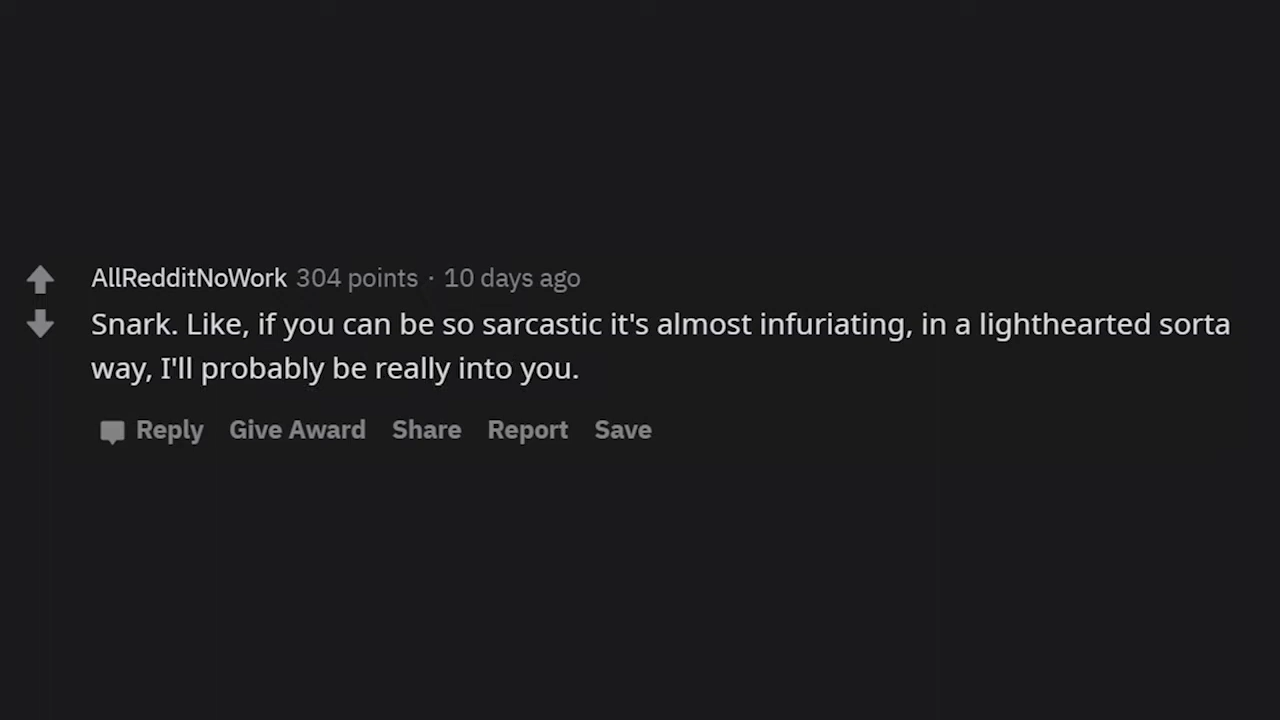 AllRedditNoWork 304 points · 10 days ago
Snark. Like, if you can be so sarcastic it's almost infuriating, in a lighthearted sorta
way, I'll probably be really into you.
Reply Give Award Share Report Save